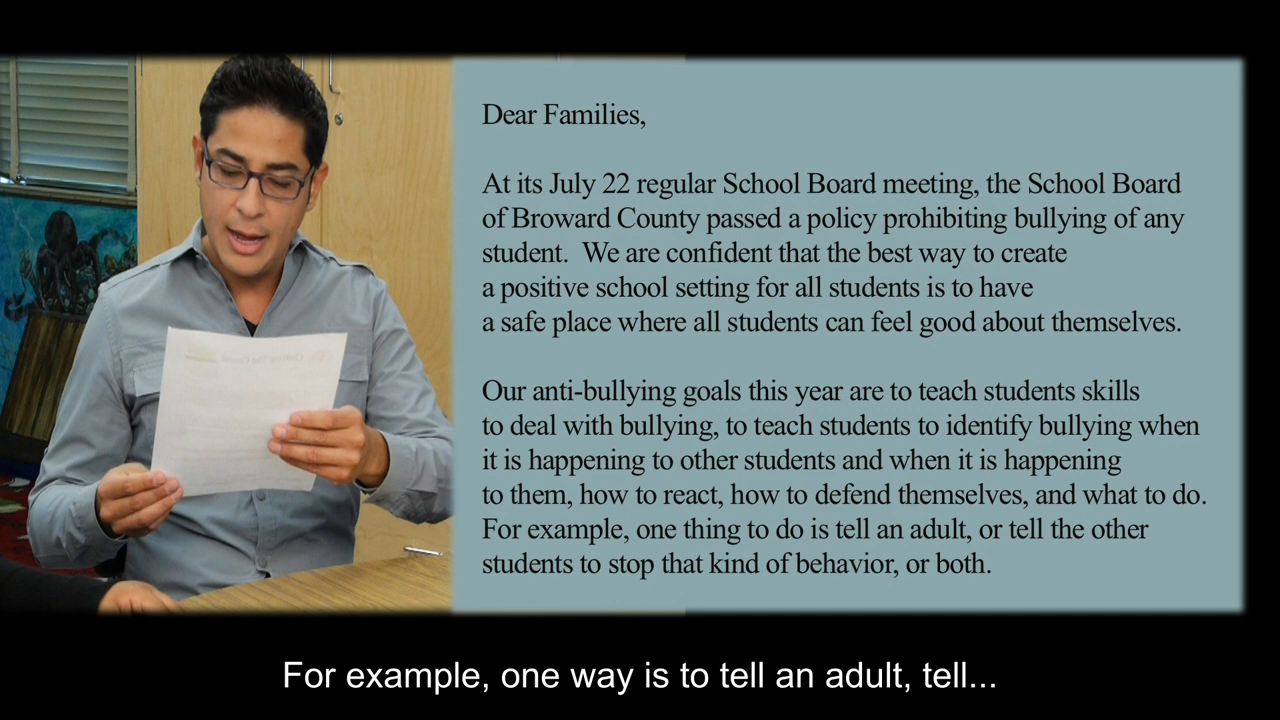 Dear Families,
At its July 22 regular School Board meeting, the School Board
of Broward County passed a policy prohibiting bullying of any
student.  We are confident that the best way to create
a positive school setting for all students is to have
a safe place where all students can feel good about themselves.
Our anti-bullying goals this year are to teach students skills
to deal with bullying, to teach students to identify bullying when
it is happening to other students and when it is happening
to them, how to react, how to defend themselves, and what to do.
For example, one thing to do is tell an adult, or tell the other
students to stop that kind of behavior, or both.
For example, one way is to tell an adult, tell...